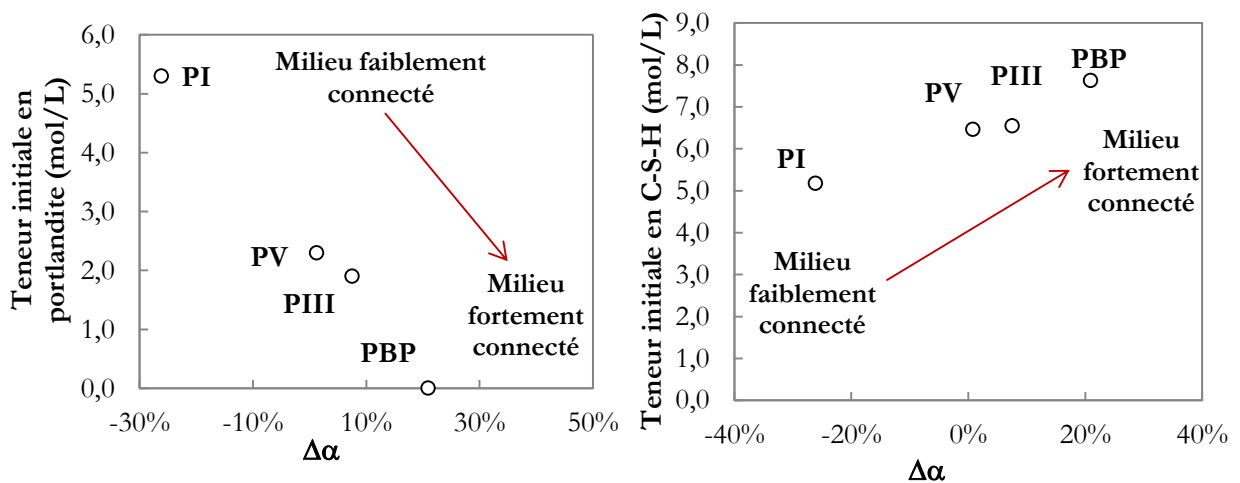 Teneur initiale en
portlandite (mol/L)
6,0
5,0
4,0
3,0
2,0
1,0
0,0
PI
Milieu faiblement
connecté
PV
PIII
PBP
Milieu
fortement
connecté
-30%
-10%
10%
30%
50%
Δα
Teneur initiale en C-S-H (mol/L)
9,0
8,0
7,0
6,0
5,0
4,0
3,0
2,0
1,0
0,0
PBP
PIII
PV
PI
Milieu
fortement
connecté
Milieu
faiblement
connecté
-40%
-20%
0%
20%
40%
Δα